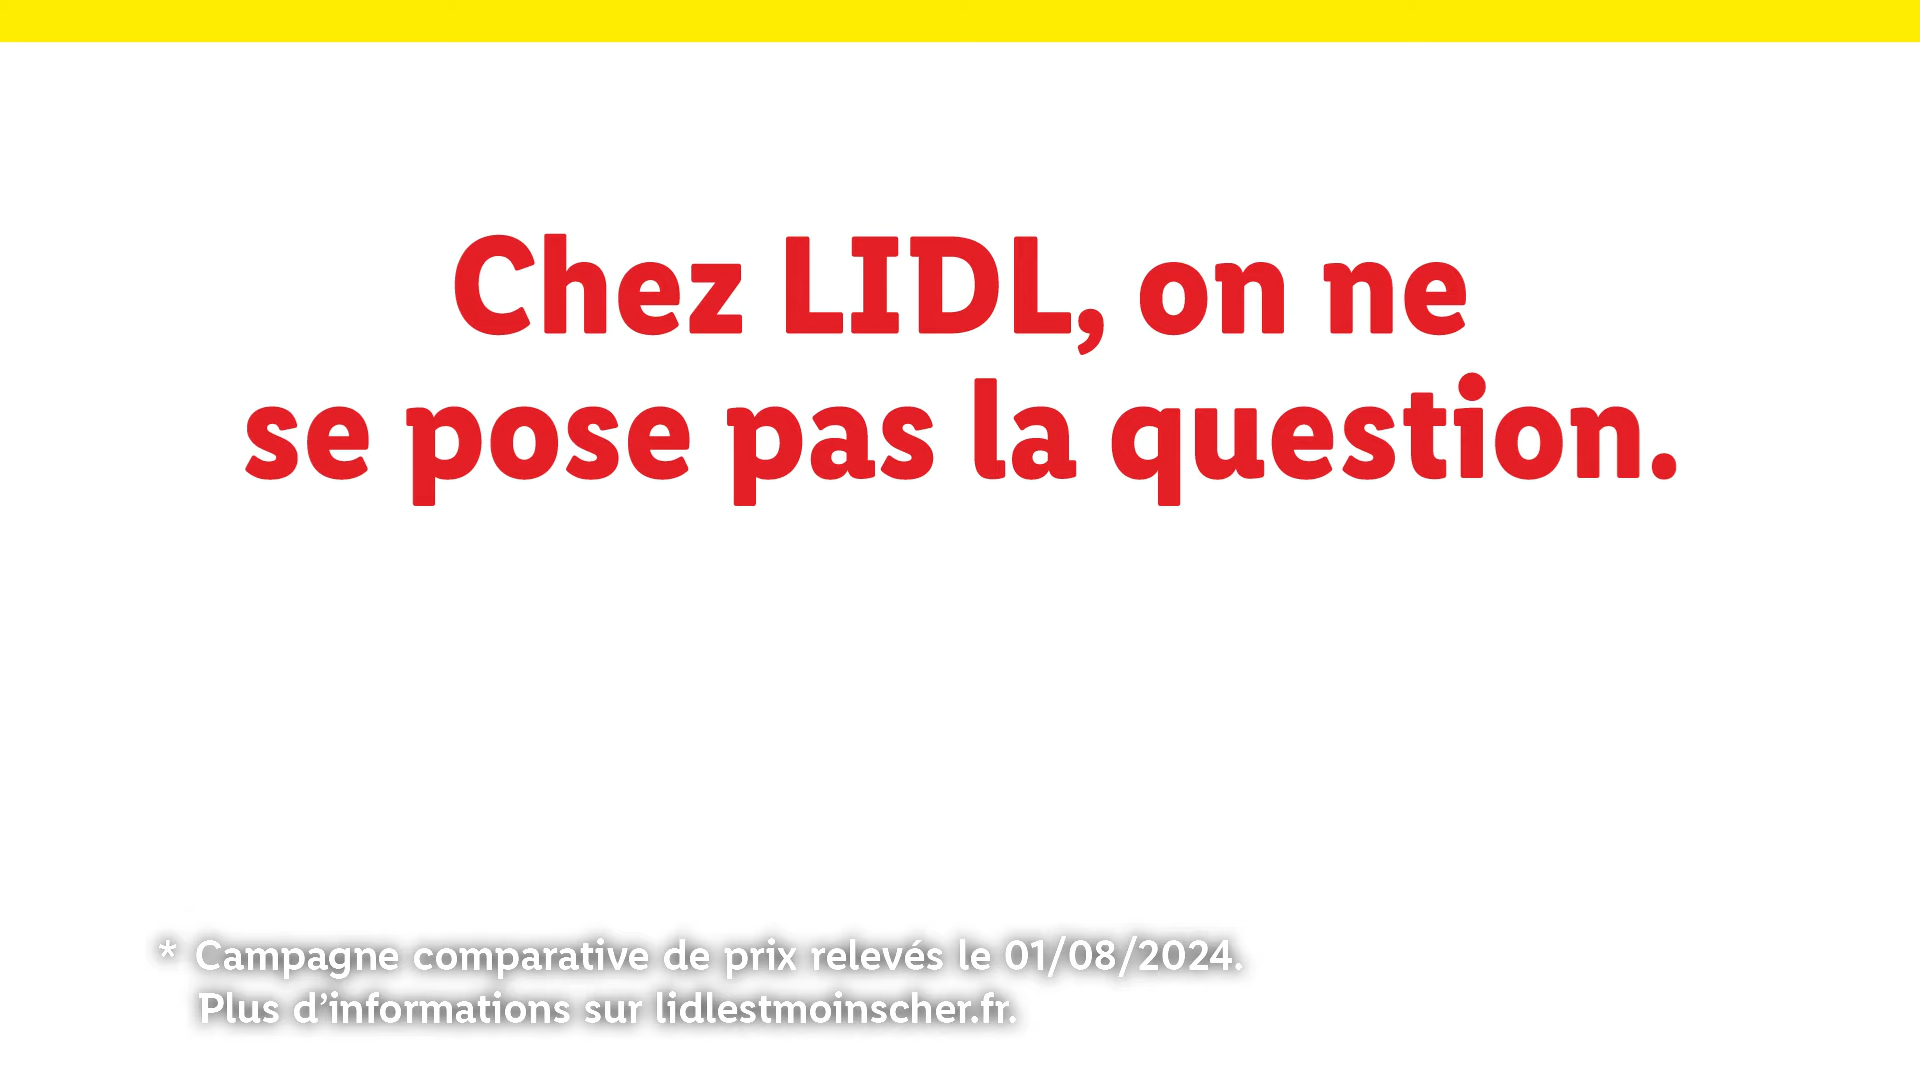 Chez LIDL, on ne
se pose pas la question.
* Campagne comparative de prix relevés le 01/08/2024.
Plus d’informations sur lidlestmoinscher.fr.